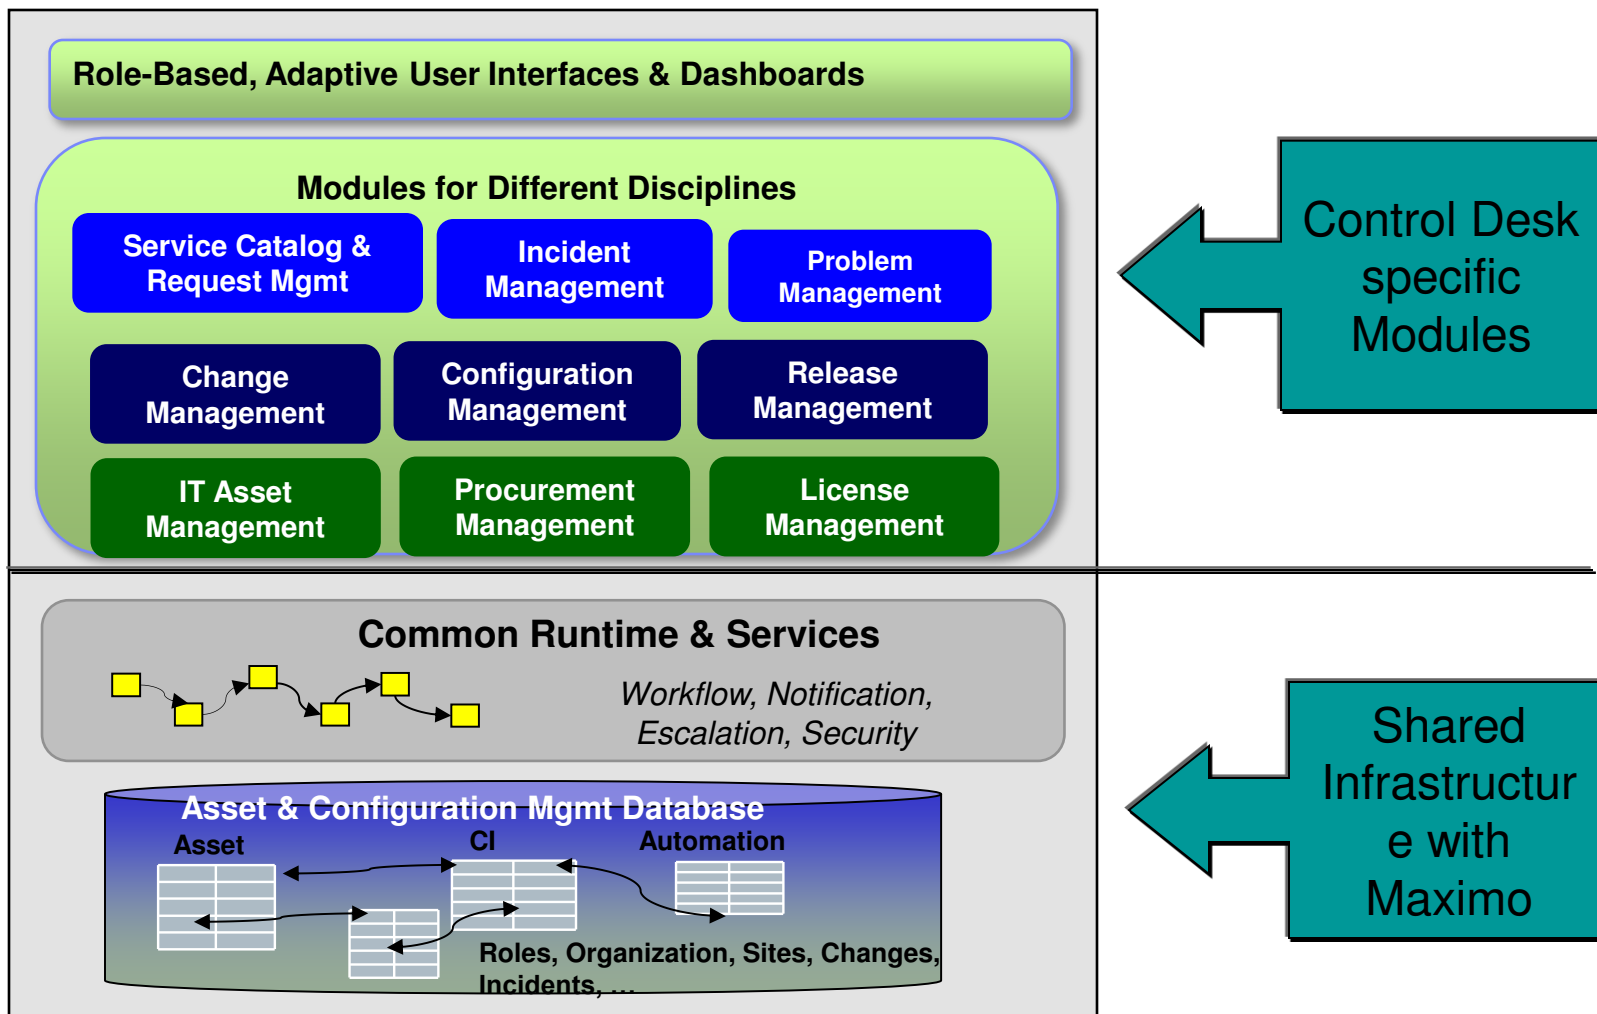 Role-Based, Adaptive User Interfaces & Dashboards
Modules for Different Disciplines
Service Catalog &
Request Mgmt
Incident
Management
Problem
Management
Change
Management
Configuration
Management
Release
Management
IT Asset
Management
Procurement
Management
License
Management
Control Desk
specific
Modules
Common Runtime & Services
Workflow, Notification,
Escalation, Security
Asset & Configuration Mgmt Database
Asset
CI
Automation
Roles, Organization, Sites, Changes,
Incidents, ...
Shared
Infrastructur
e with
Maximo